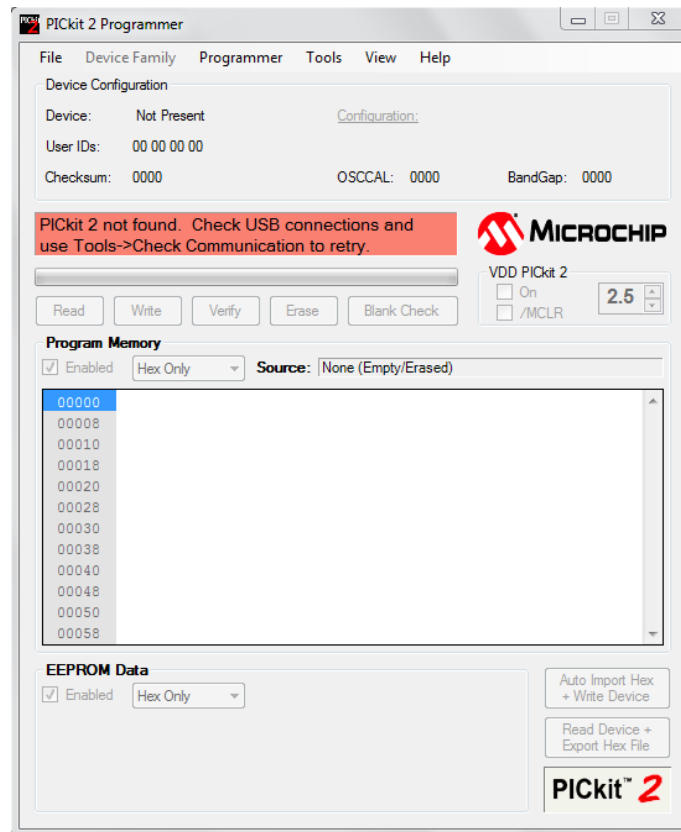 PICkit 2 Programmer
File Device Family Programmer Tools View Help
Device Configuration
Device: Not Present Configuration:
User IDs: 00 00 00 00
Checksum: 0000 OSCCAL: 0000 BandGap: 0000
PICkit 2 not found. Check USB connections and
use Tools->Check Communication to retry.
MICROCHIP
VDD PICkit 2
On
/MCLR
2.5
Read Write Verify Erase Blank Check
Program Memory
Enabled Hex Only Source: None (Empty/Erased)
00000
00008
00010
00018
00020
00028
00030
00038
00040
00048
00050
00058
EEPROM Data
Enabled Hex Only
Auto Import Hex
+ Write Device
Read Device +
Export Hex File
PICkit™ 2